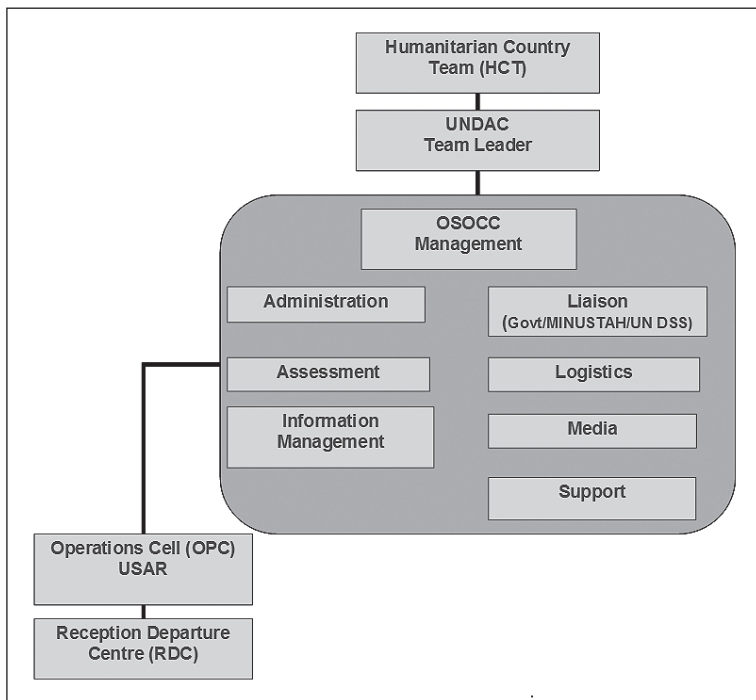 Humanitarian Country
Team (HCT)
UNDAC
Team Leader
OSOCC
Management
Administration
Liaison
(Govt/MINUSTAH/UN DSS)
Assessment
Logistics
Information
Management
Media
Support
Operations Cell (OPC)
USAR
Reception Departure
Centre (RDC)